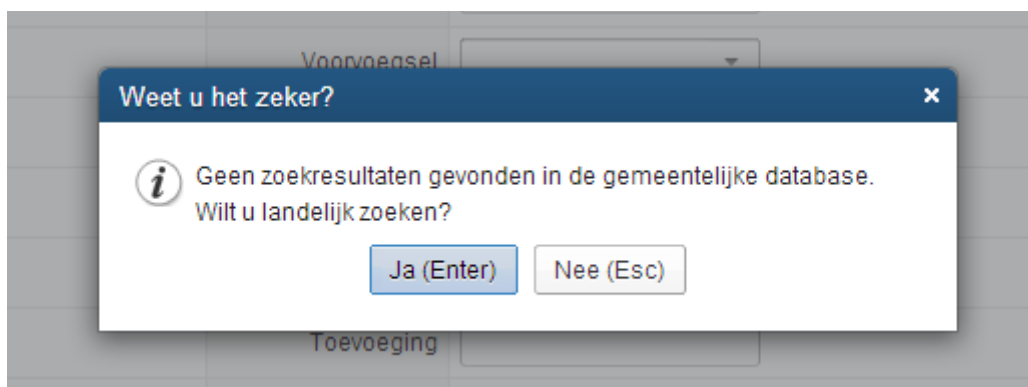 Voorvoegsel
Weet u het zeker?
Geen zoekresultaten gevonden in de gemeentelijke database.
Wilt u landelijk zoeken?
Ja (Enter) Nee (Esc)
Toevoeging